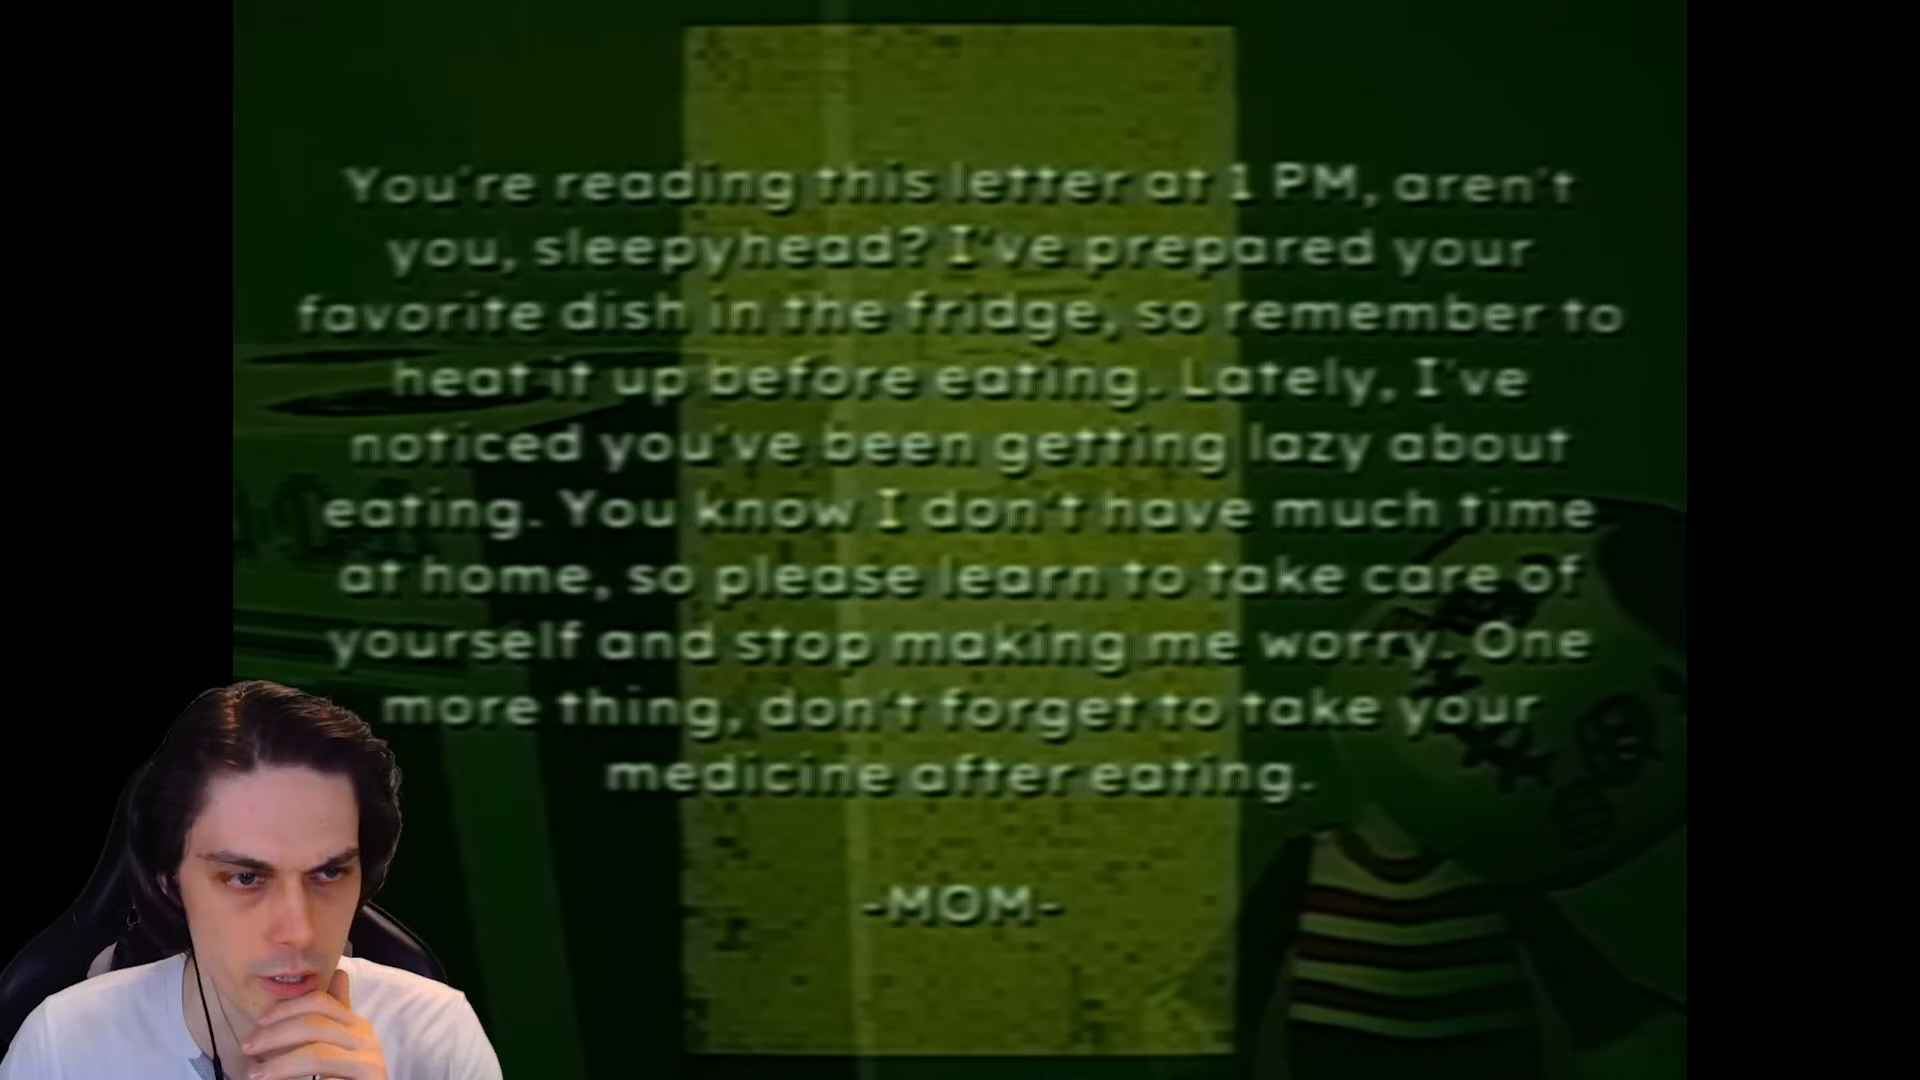 You're reading this letter at 1 PM, aren't
you, sleepyhead? I've prepared your
favorite dish in the fridge, so remember to
heat it up before eating. Lately, I've
noticed you've been getting lazy about
eating. You know I don't have much time
at home, so please learn to take care of
yourself and stop making me worry. One
more thing, don't forget to take your
medicine after eating.
-MOM-